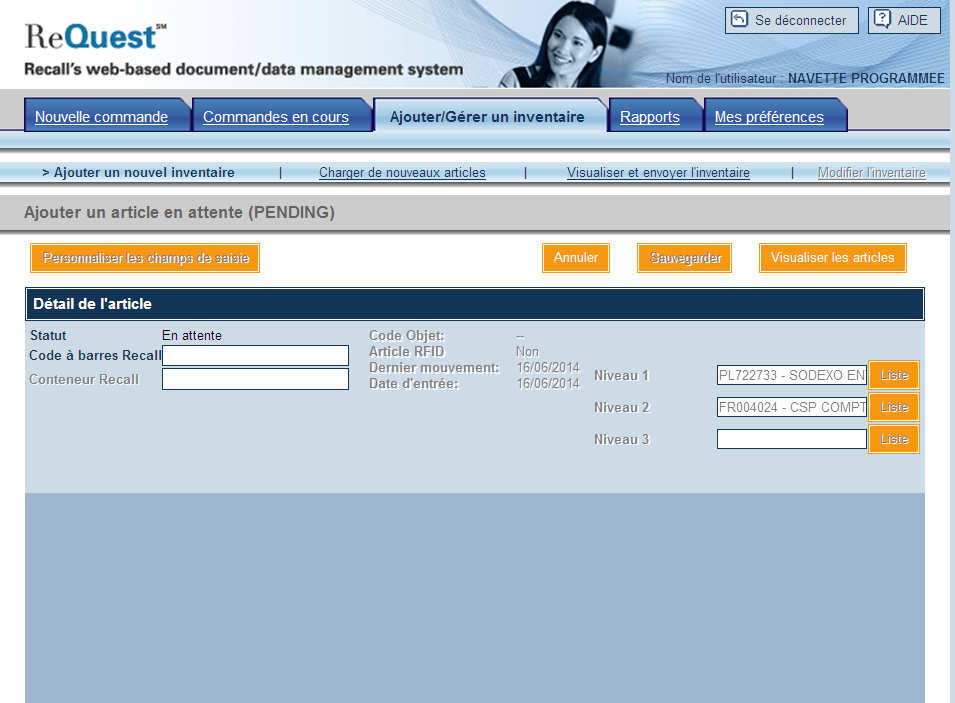 ReQuest SM
Recall's web-based document/data management system
Se déconnecter
AIDE
Nom de l'utilisateur : NAVETTE PROGRAMMEE
Nouvelle commande
Commandes en cours
Ajouter/Gérer un inventaire
Rapports
Mes préférences
> Ajouter un nouvel inventaire | Charger de nouveaux articles | Visualiser et envoyer l'inventaire | Modifier l'inventaire
Ajouter un article en attente (PENDING)
Personnaliser les champs de saisie
Annuler
Sauvegarder
Visualiser les articles
Détail de l'article
Statut En attente
Code à barres Recall
Conteneur Recall
Code Objet: --
Article RFID Non
Dernier mouvement: 16/06/2014
Date d'entrée: 16/06/2014
Niveau 1 PL722733 - SODEXO EN Liste
Niveau 2 FR004024 - CSP COMPT Liste
Niveau 3 Liste